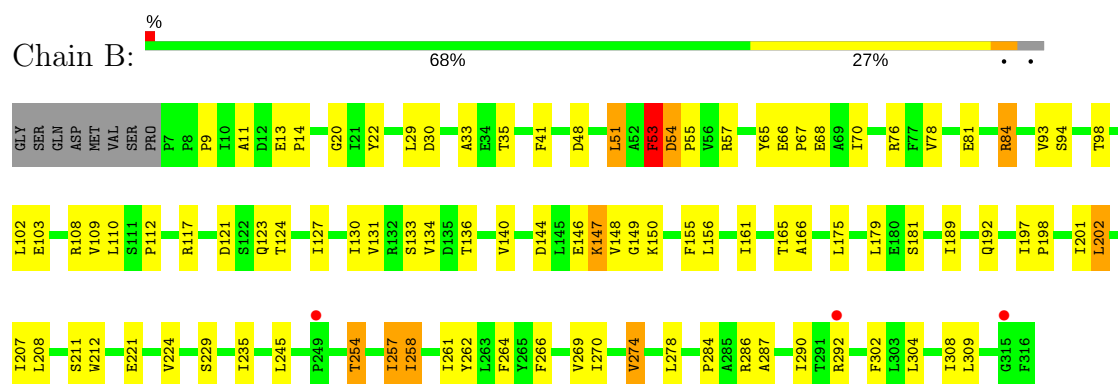 %
Chain B:
68% 27% • •
GLY SER GLN ASP MET VAL SER PRO P7 P8 P9 I10 A11 D12 E13 P14 G20 I21 Y22 L29 D30 A33 E34 T35 F41 D48 L51 A52 F53 D54 P55 V56 R57 Y65 E66 P67 E68 A69 I70 R76 F77 V78 E81 R84 V93 S94 T98
L102 E103 R108 V109 L110 S111 P112 R117 D121 S122 Q123 T124 I127 I130 V131 R132 S133 V134 D135 T136 V140 D144 L145 E146 K147 V148 G149 K150 F155 L156 I161 T165 A166 L175 L179 E180 S181 I189 Q192 I197 P198 I201 L202
I207 L208 S211 W212 E221 V224 S229 I235 L245 P249 T254 I257 I258 I261 Y262 L263 F264 Y265 F266 V269 I270 V274 L278 P284 A285 R286 A287 I290 T291 R292 F302 L303 L304 I308 L309 G315 F316